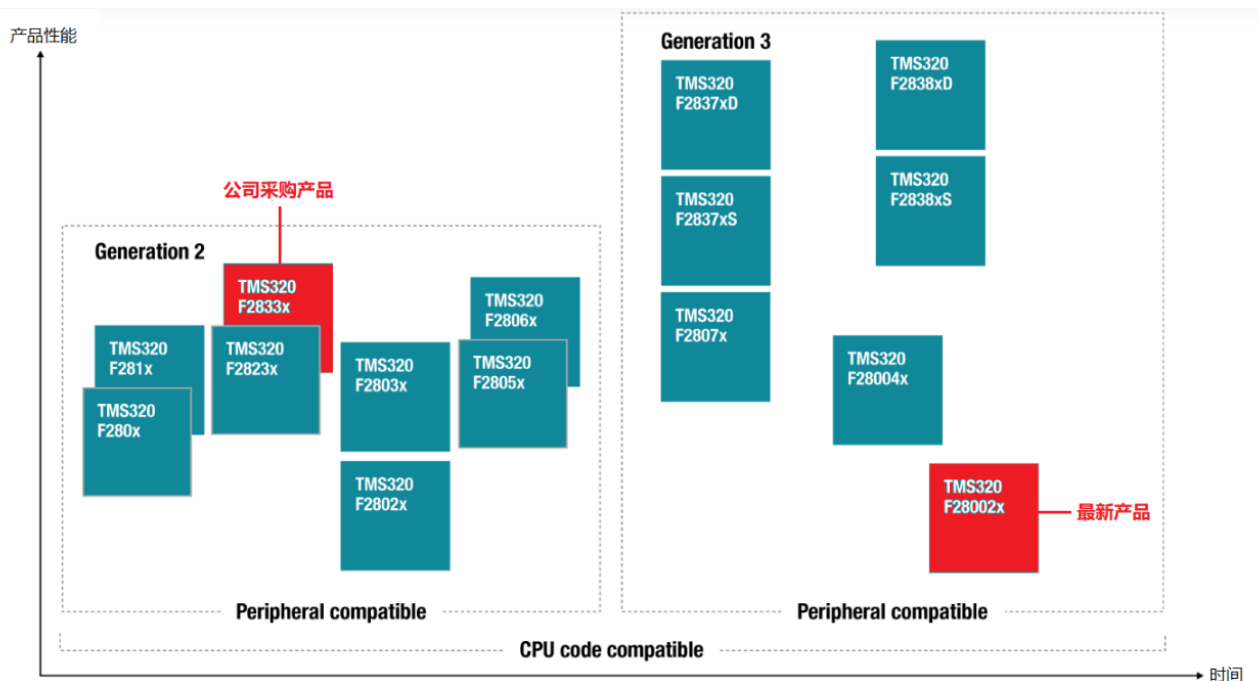 产品性能
Generation 3
TMS320
F2837xD
TMS320
F2838xD
TMS320
F2837xS
TMS320
F2838xS
公司采购产品
Generation 2
TMS320
F2833x
TMS320
F2806x
TMS320
F281x
TMS320
F2823x
TMS320
F2803x
TMS320
F2805x
TMS320
F2807x
TMS320
F28004x
TMS320
F280x
TMS320
F2802x
TMS320
F28002x
最新产品
Peripheral compatible
Peripheral compatible
CPU code compatible
时间